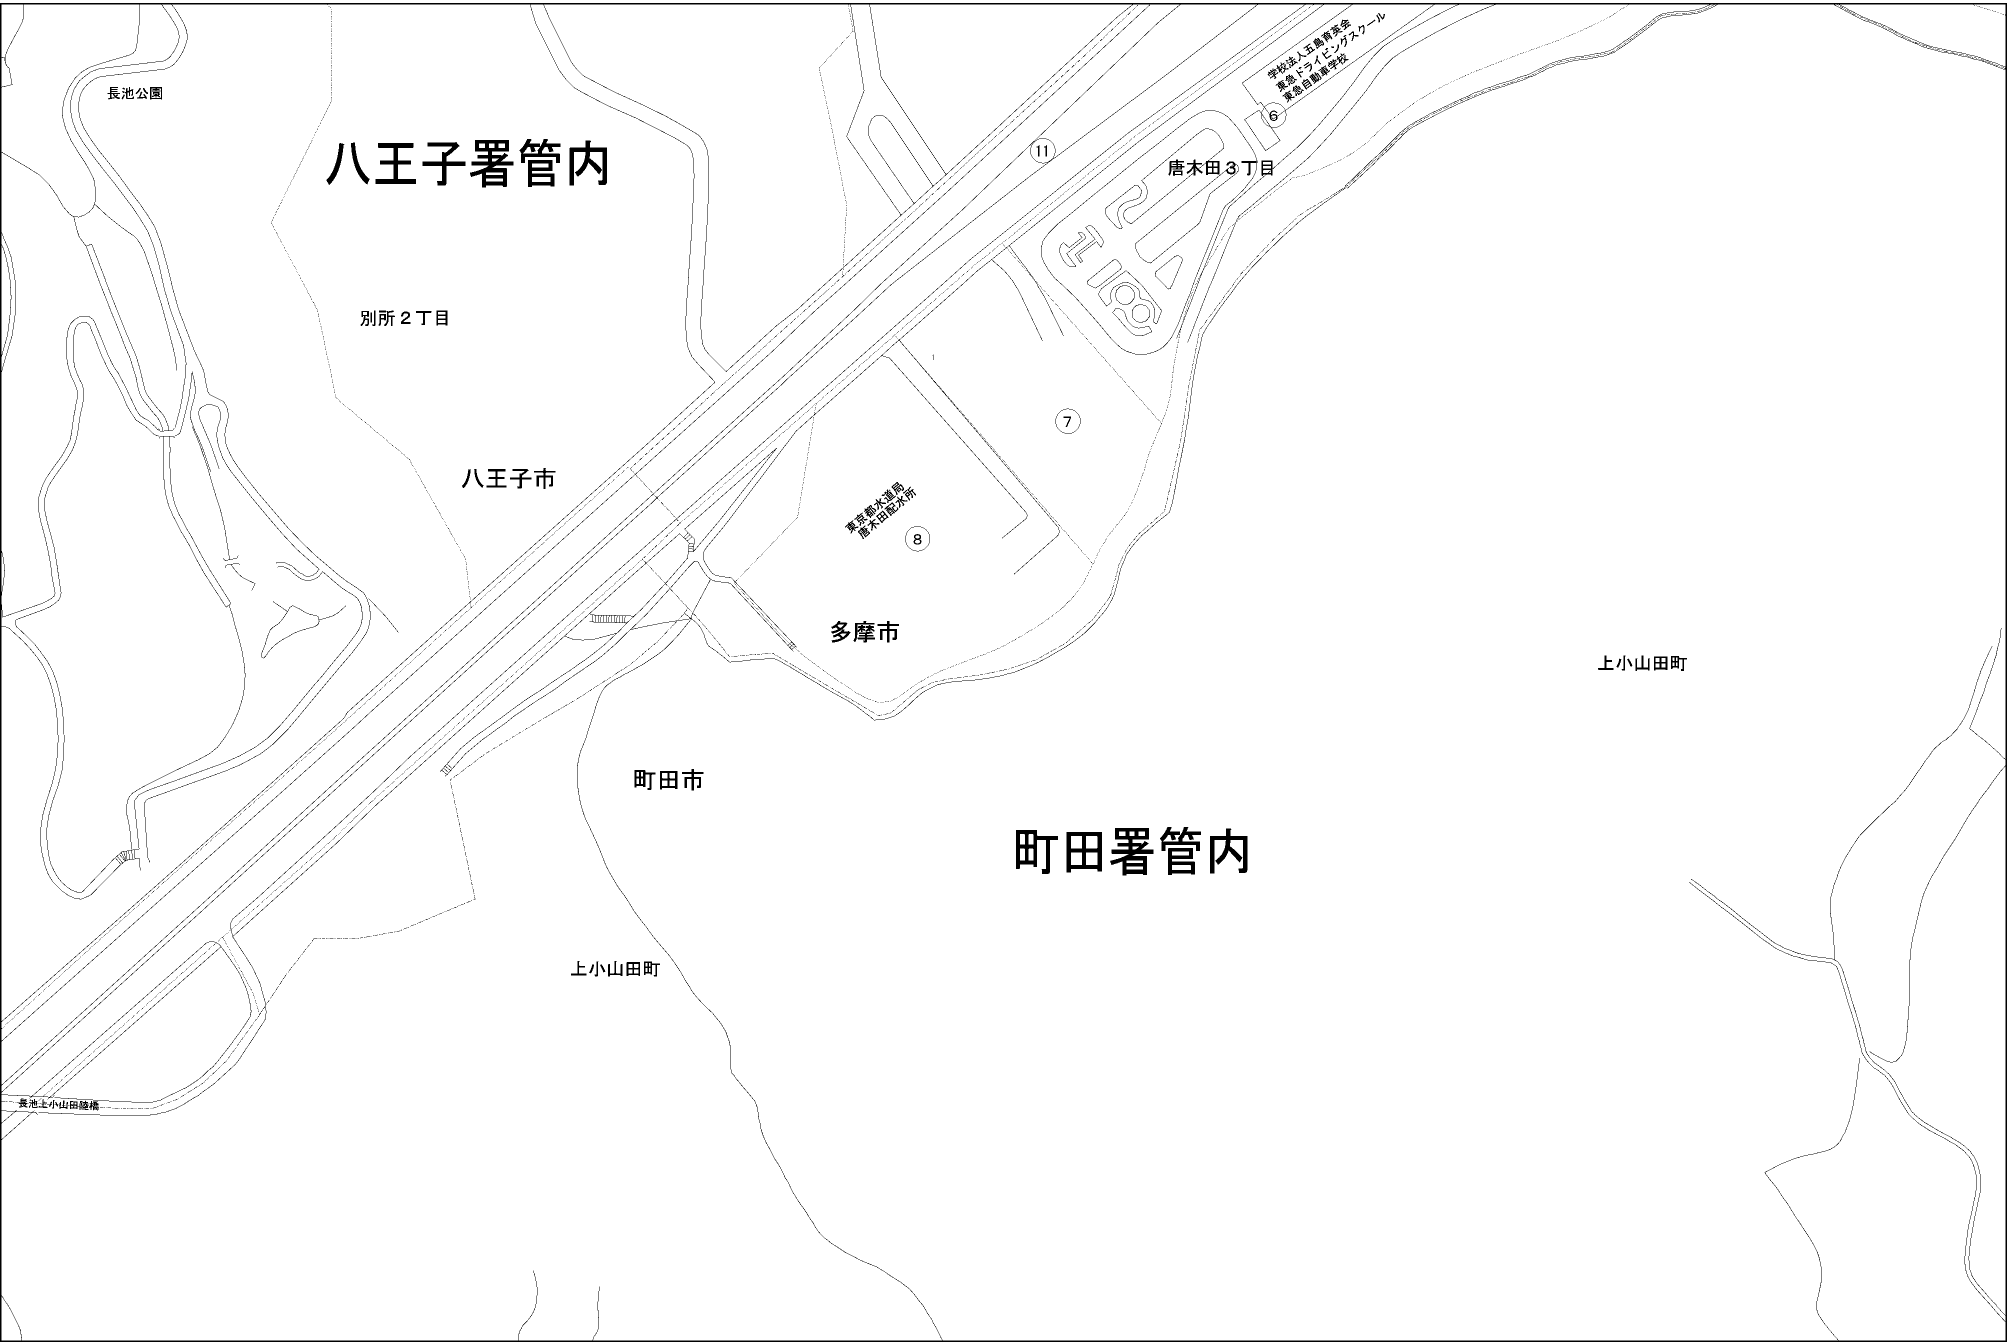 学校法人五島育英会
東急ドライビングスクール
東急自動車学校
長池公園
6
八王子署管内
11
唐木田３丁目
別所２丁目
7
八王子市
東京都水道局
唐木田配水所
8
多摩市
上小山田町
町田市
町田署管内
上小山田町
長池上小山田陸橋